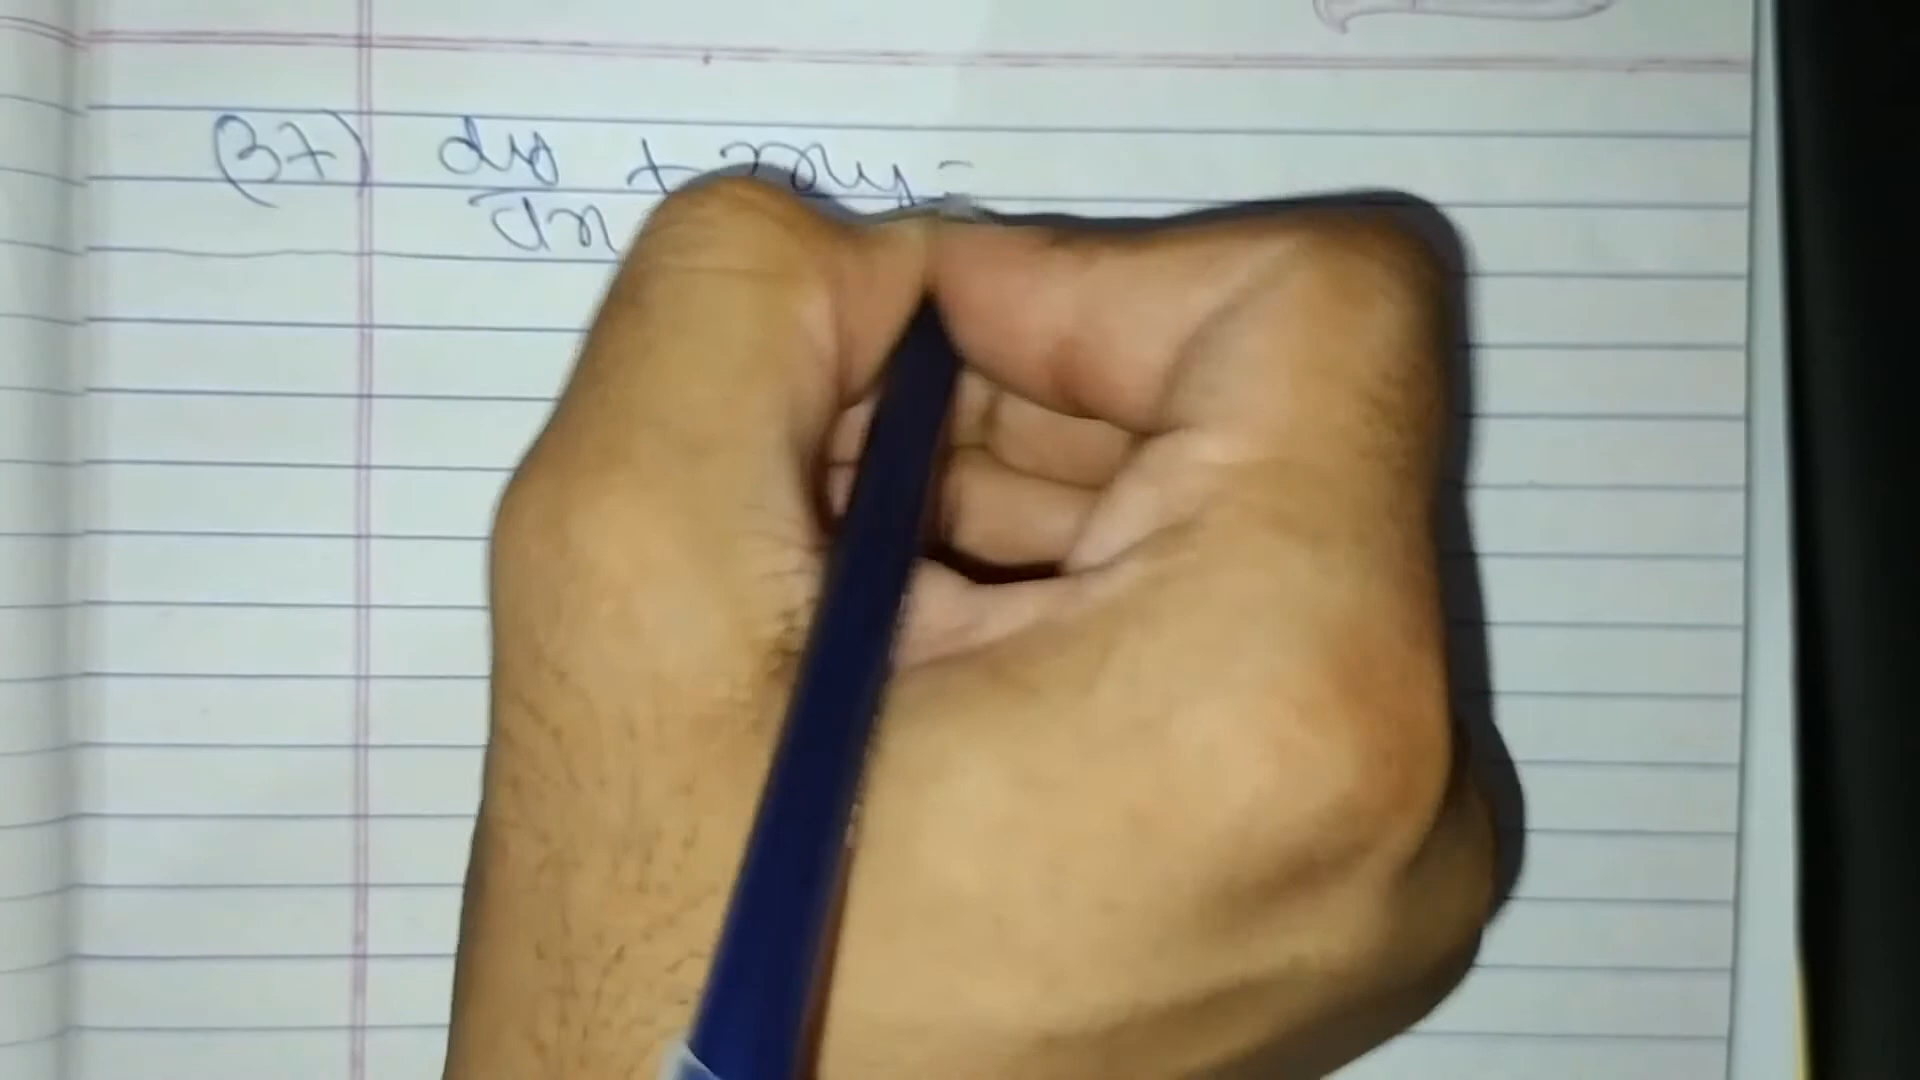 (37) dy/dx + 2xy =